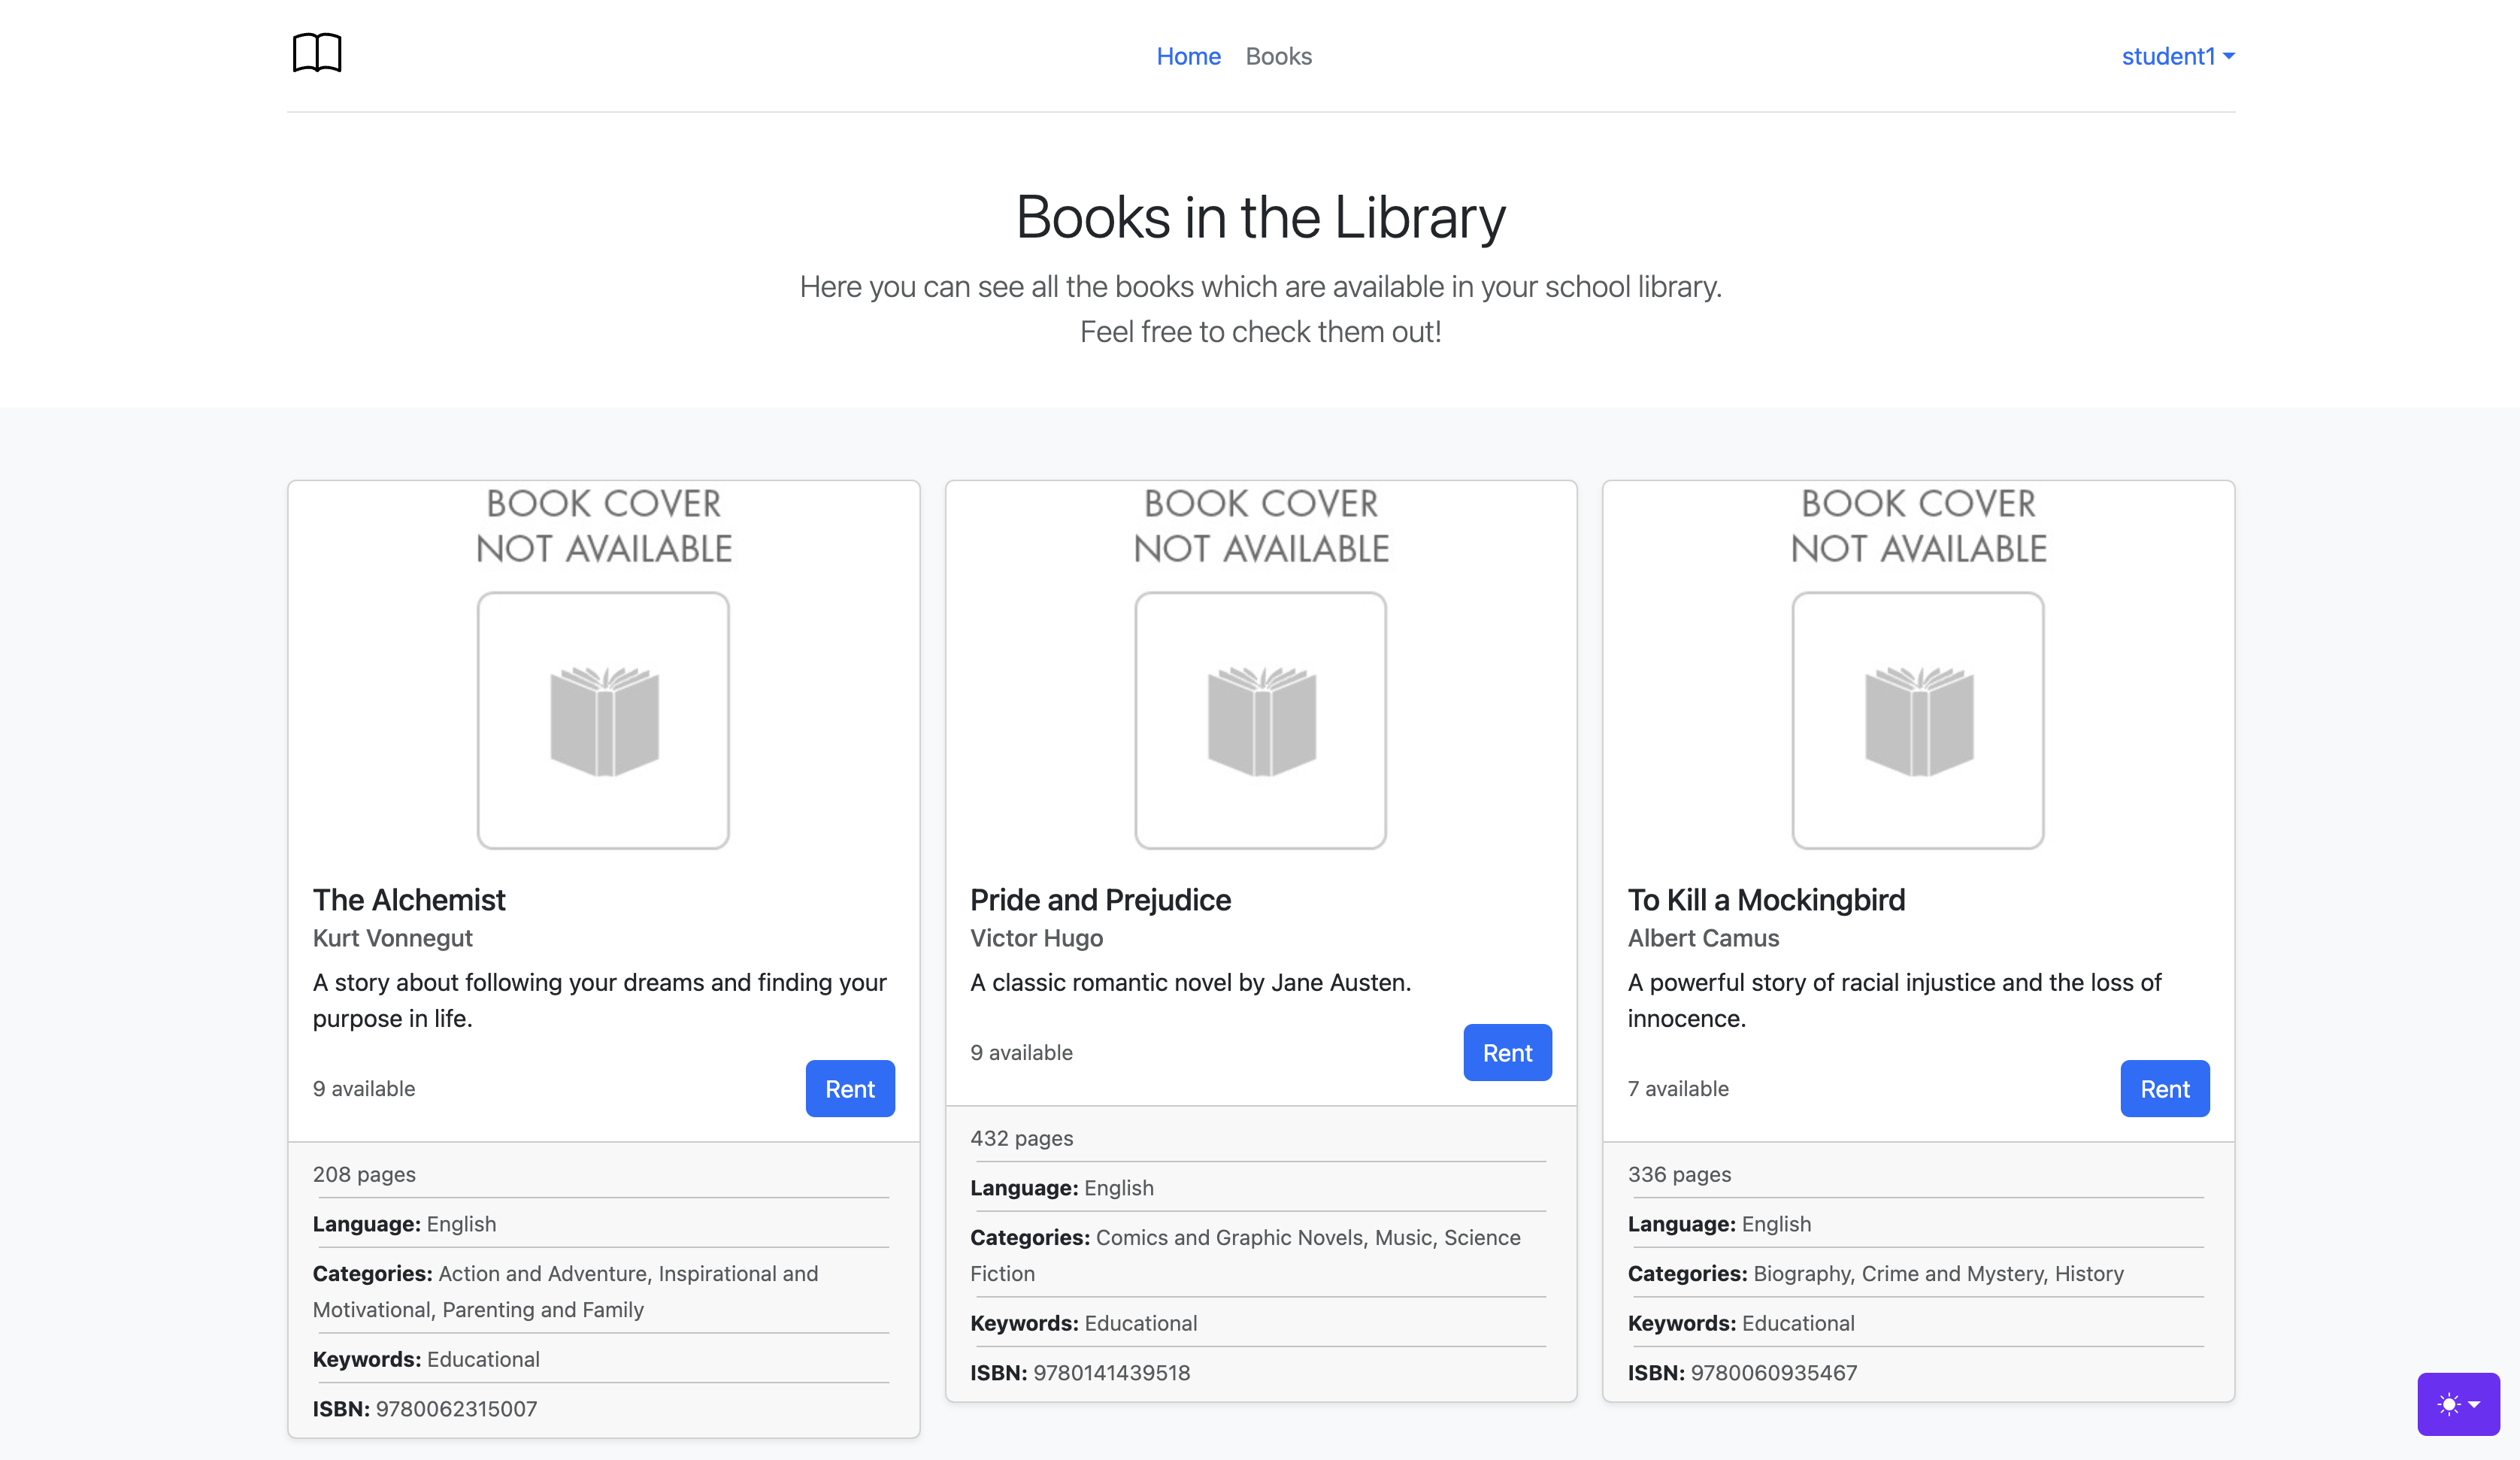 Home Books student1
Books in the Library
Here you can see all the books which are available in your school library.
Feel free to check them out!
BOOK COVER
NOT AVAILABLE
The Alchemist
Kurt Vonnegut
A story about following your dreams and finding your
purpose in life.
9 available Rent
208 pages
Language: English
Categories: Action and Adventure, Inspirational and
Motivational, Parenting and Family
Keywords: Educational
ISBN: 9780062315007
BOOK COVER
NOT AVAILABLE
Pride and Prejudice
Victor Hugo
A classic romantic novel by Jane Austen.
9 available Rent
432 pages
Language: English
Categories: Comics and Graphic Novels, Music, Science
Fiction
Keywords: Educational
ISBN: 9780141439518
BOOK COVER
NOT AVAILABLE
To Kill a Mockingbird
Albert Camus
A powerful story of racial injustice and the loss of
innocence.
7 available Rent
336 pages
Language: English
Categories: Biography, Crime and Mystery, History
Keywords: Educational
ISBN: 9780060935467